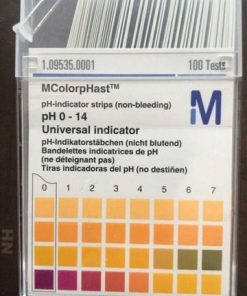 1.09535.0001 100 Tests
MColorpHast™
pH-indicator strips (non-bleeding)
pH 0 - 14
Universal indicator
M
pH-Indikatorstäbchen (nicht blutend)
Bandelettes indicatrices de pH
(ne déteignant pas)
Tiras indicadoras del pH (no destiñen)
0 1 2 3 4 5 6 7